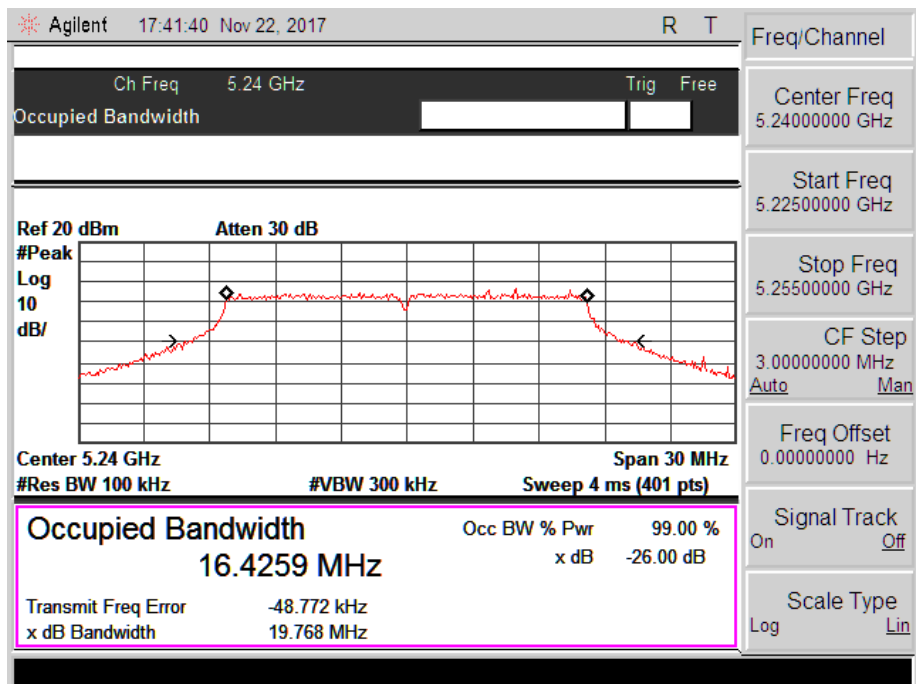 Agilent 17:41:40 Nov 22, 2017 R T
Ch Freq 5.24 GHz Trig Free
Occupied Bandwidth
Ref 20 dBm Atten 30 dB
#Peak
Log
10
dB/
Center 5.24 GHz Span 30 MHz
#Res BW 100 kHz #VBW 300 kHz Sweep 4 ms (401 pts)
Occupied Bandwidth Occ BW % Pwr 99.00 %
16.4259 MHz x dB -26.00 dB
Transmit Freq Error -48.772 kHz
x dB Bandwidth 19.768 MHz
Freq/Channel
Center Freq
5.24000000 GHz
Start Freq
5.22500000 GHz
Stop Freq
5.25500000 GHz
CF Step
3.00000000 MHz
Auto Man
Freq Offset
0.00000000 Hz
Signal Track
On Off
Scale Type
Log Lin